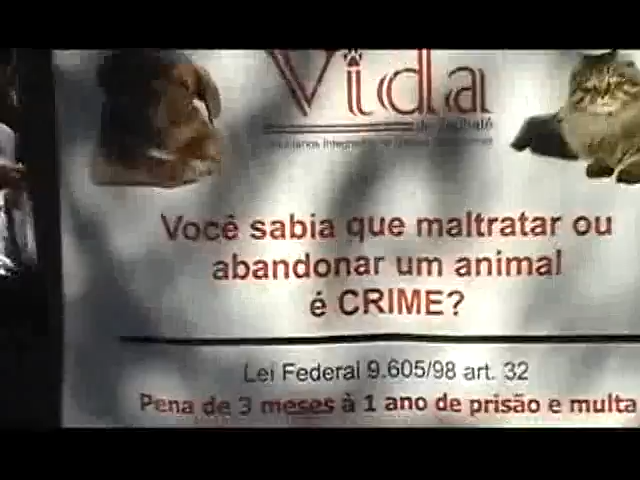 Vida
Você sabia que maltratar ou
abandonar um animal
é CRIME?
Lei Federal 9.605/98 art. 32
Pena de 3 meses à 1 ano de prisão e multa